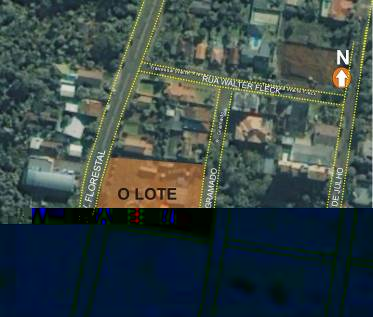 N
RUA WALTER FLECK
FLORESTAL
GRAMADO
DE JULHO
O LOTE